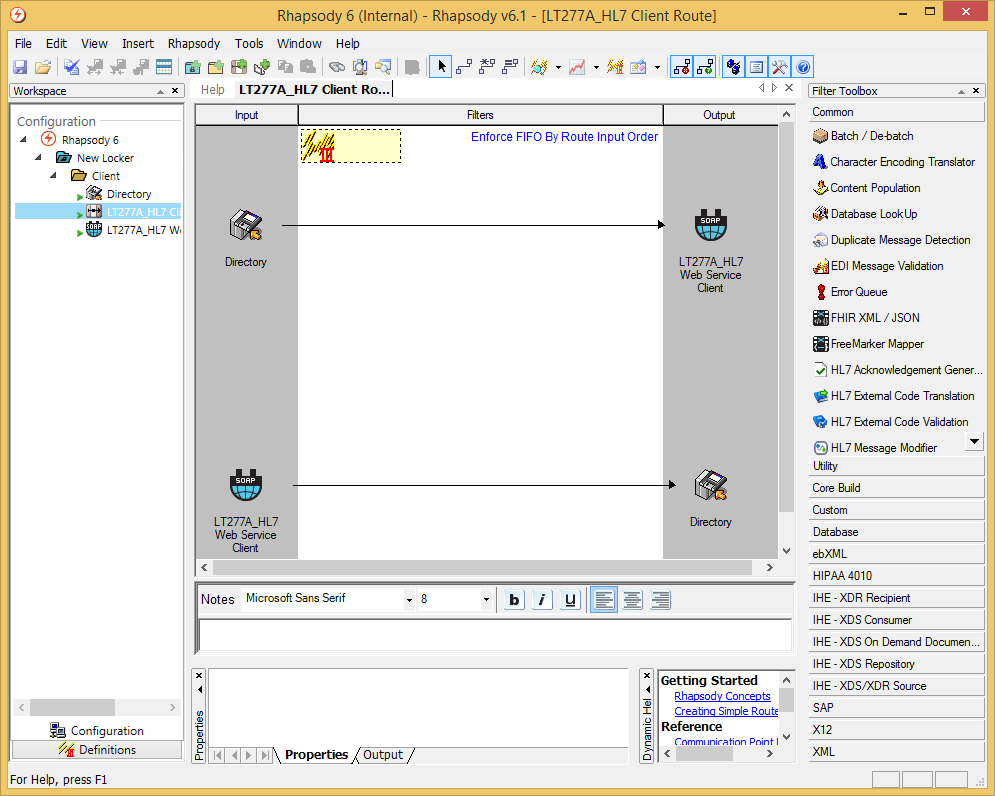 Rhapsody 6 (Internal) - Rhapsody v6.1 - [LT277A_HL7 Client Route]
File Edit View Insert Rhapsody Tools Window Help
Workspace
Configuration
Rhapsody 6
New Locker
Client
Directory
LT277A_HL7 Cli
LT277A_HL7 W
Configuration
Definitions
Help LT277A_HL7 Client Ro...
Input Filters Output
Enforce FIFO By Route Input Order
Directory
SOAP
LT277A_HL7
Web Service
Client
SOAP
LT277A_HL7
Web Service
Client
Directory
Notes Microsoft Sans Serif 8 b i u
Properties
Properties Output
Dynamic Hel
Getting Started
Rhapsody Concepts
Creating Simple Route
Reference
Communication Point
Filter Toolbox
Common
Batch / De-batch
Character Encoding Translator
Content Population
Database LookUp
Duplicate Message Detection
EDI Message Validation
Error Queue
FHIR XML / JSON
FreeMarker Mapper
HL7 Acknowledgement Gener...
HL7 External Code Translation
HL7 External Code Validation
HL7 Message Modifier
Utility
Core Build
Custom
Database
ebXML
HIPAA 4010
IHE - XDR Recipient
IHE - XDS Consumer
IHE - XDS On Demand Documen...
IHE - XDS Repository
IHE - XDS/XDR Source
SAP
X12
XML
For Help, press F1